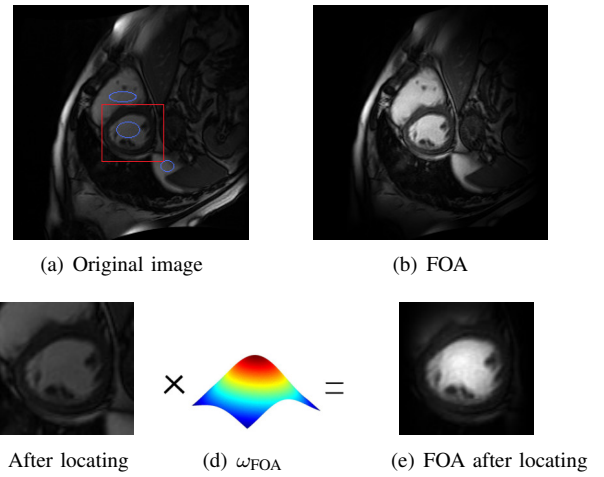 (a) Original image
(b) FOA
× =
After locating
(d) ωFOA
(e) FOA after locating